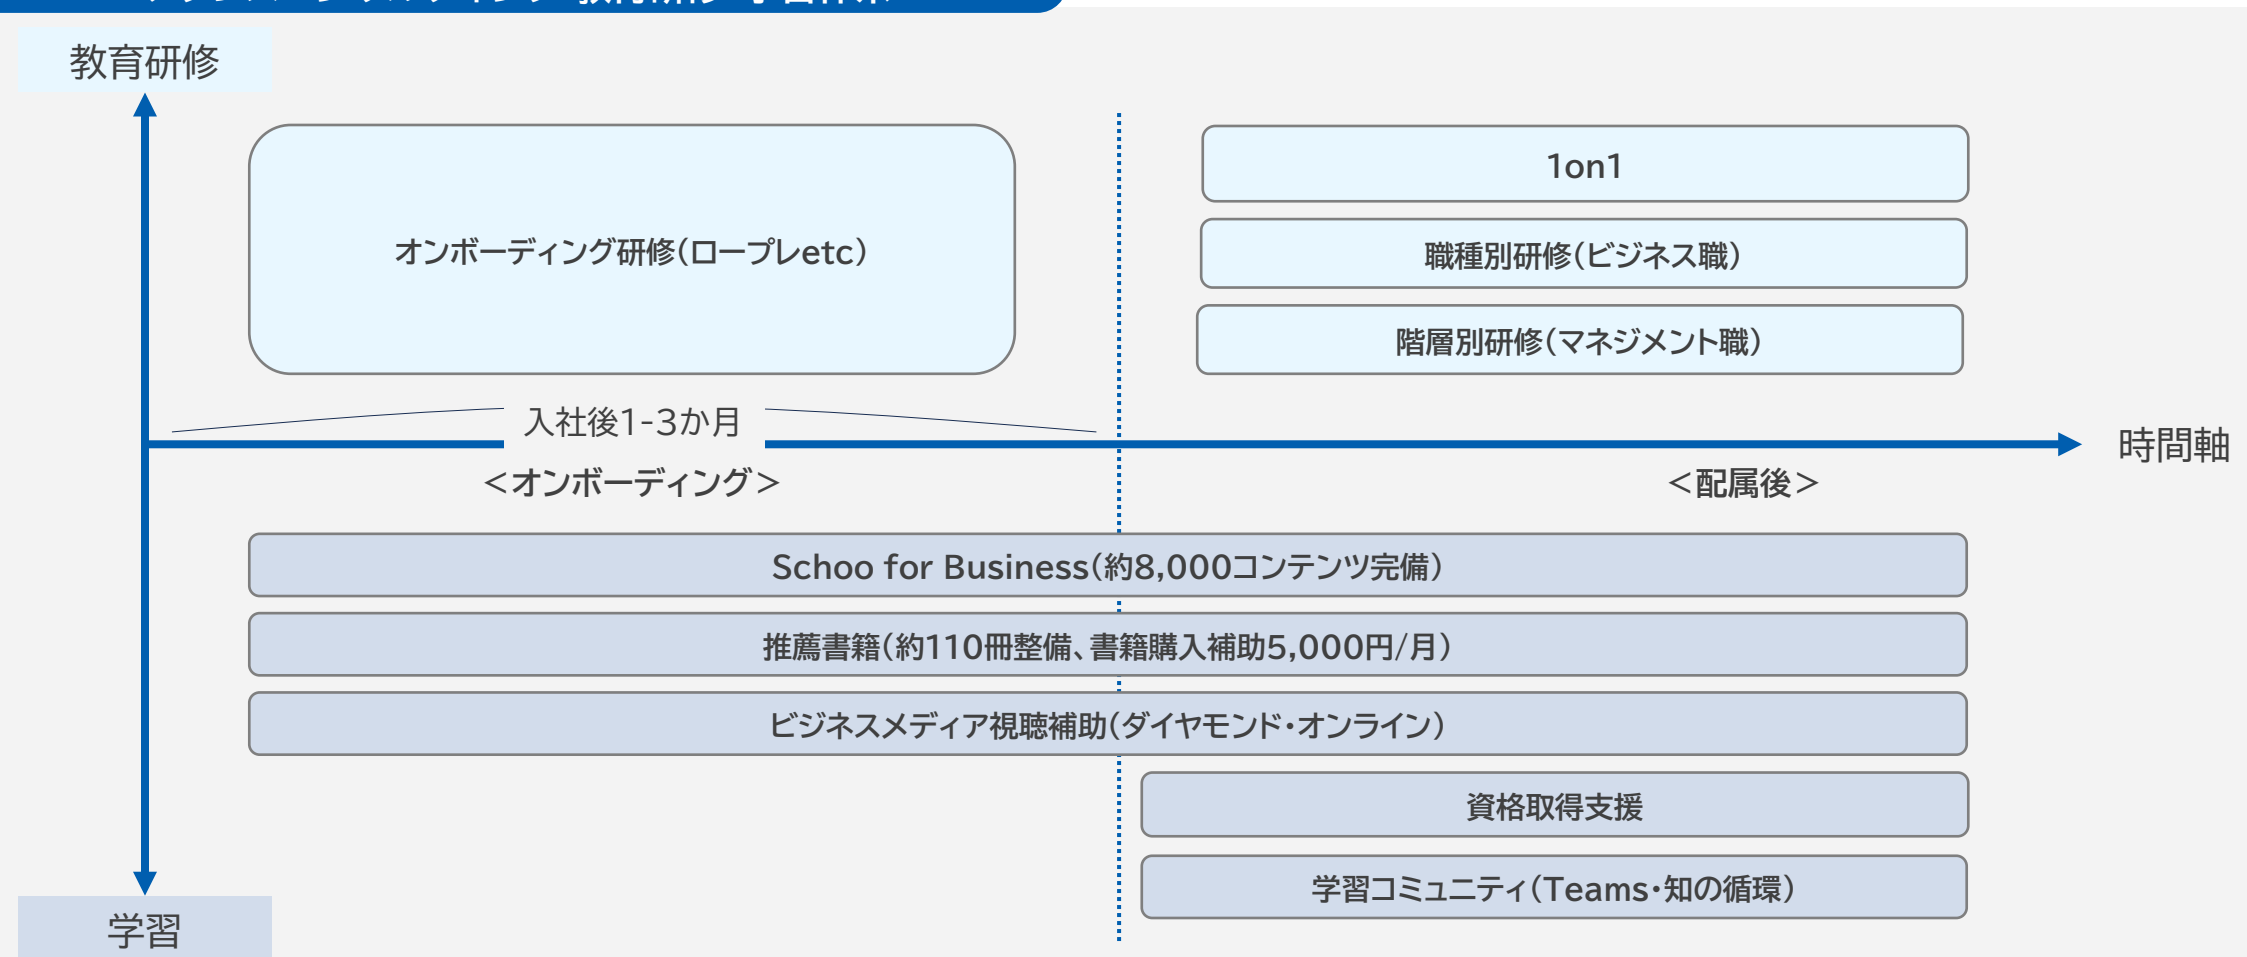 教育研修
オンボーディング研修(ロープレetc)
1on1
職種別研修(ビジネス職)
階層別研修(マネジメント職)
入社後1-3か月
時間軸
<オンボーディング>
<配属後>
Schoo for Business(約8,000コンテンツ完備)
推薦書籍(約110冊整備、書籍購入補助5,000円/月)
ビジネスメディア視聴補助(ダイヤモンド・オンライン)
資格取得支援
学習コミュニティ(Teams・知の循環)
学習